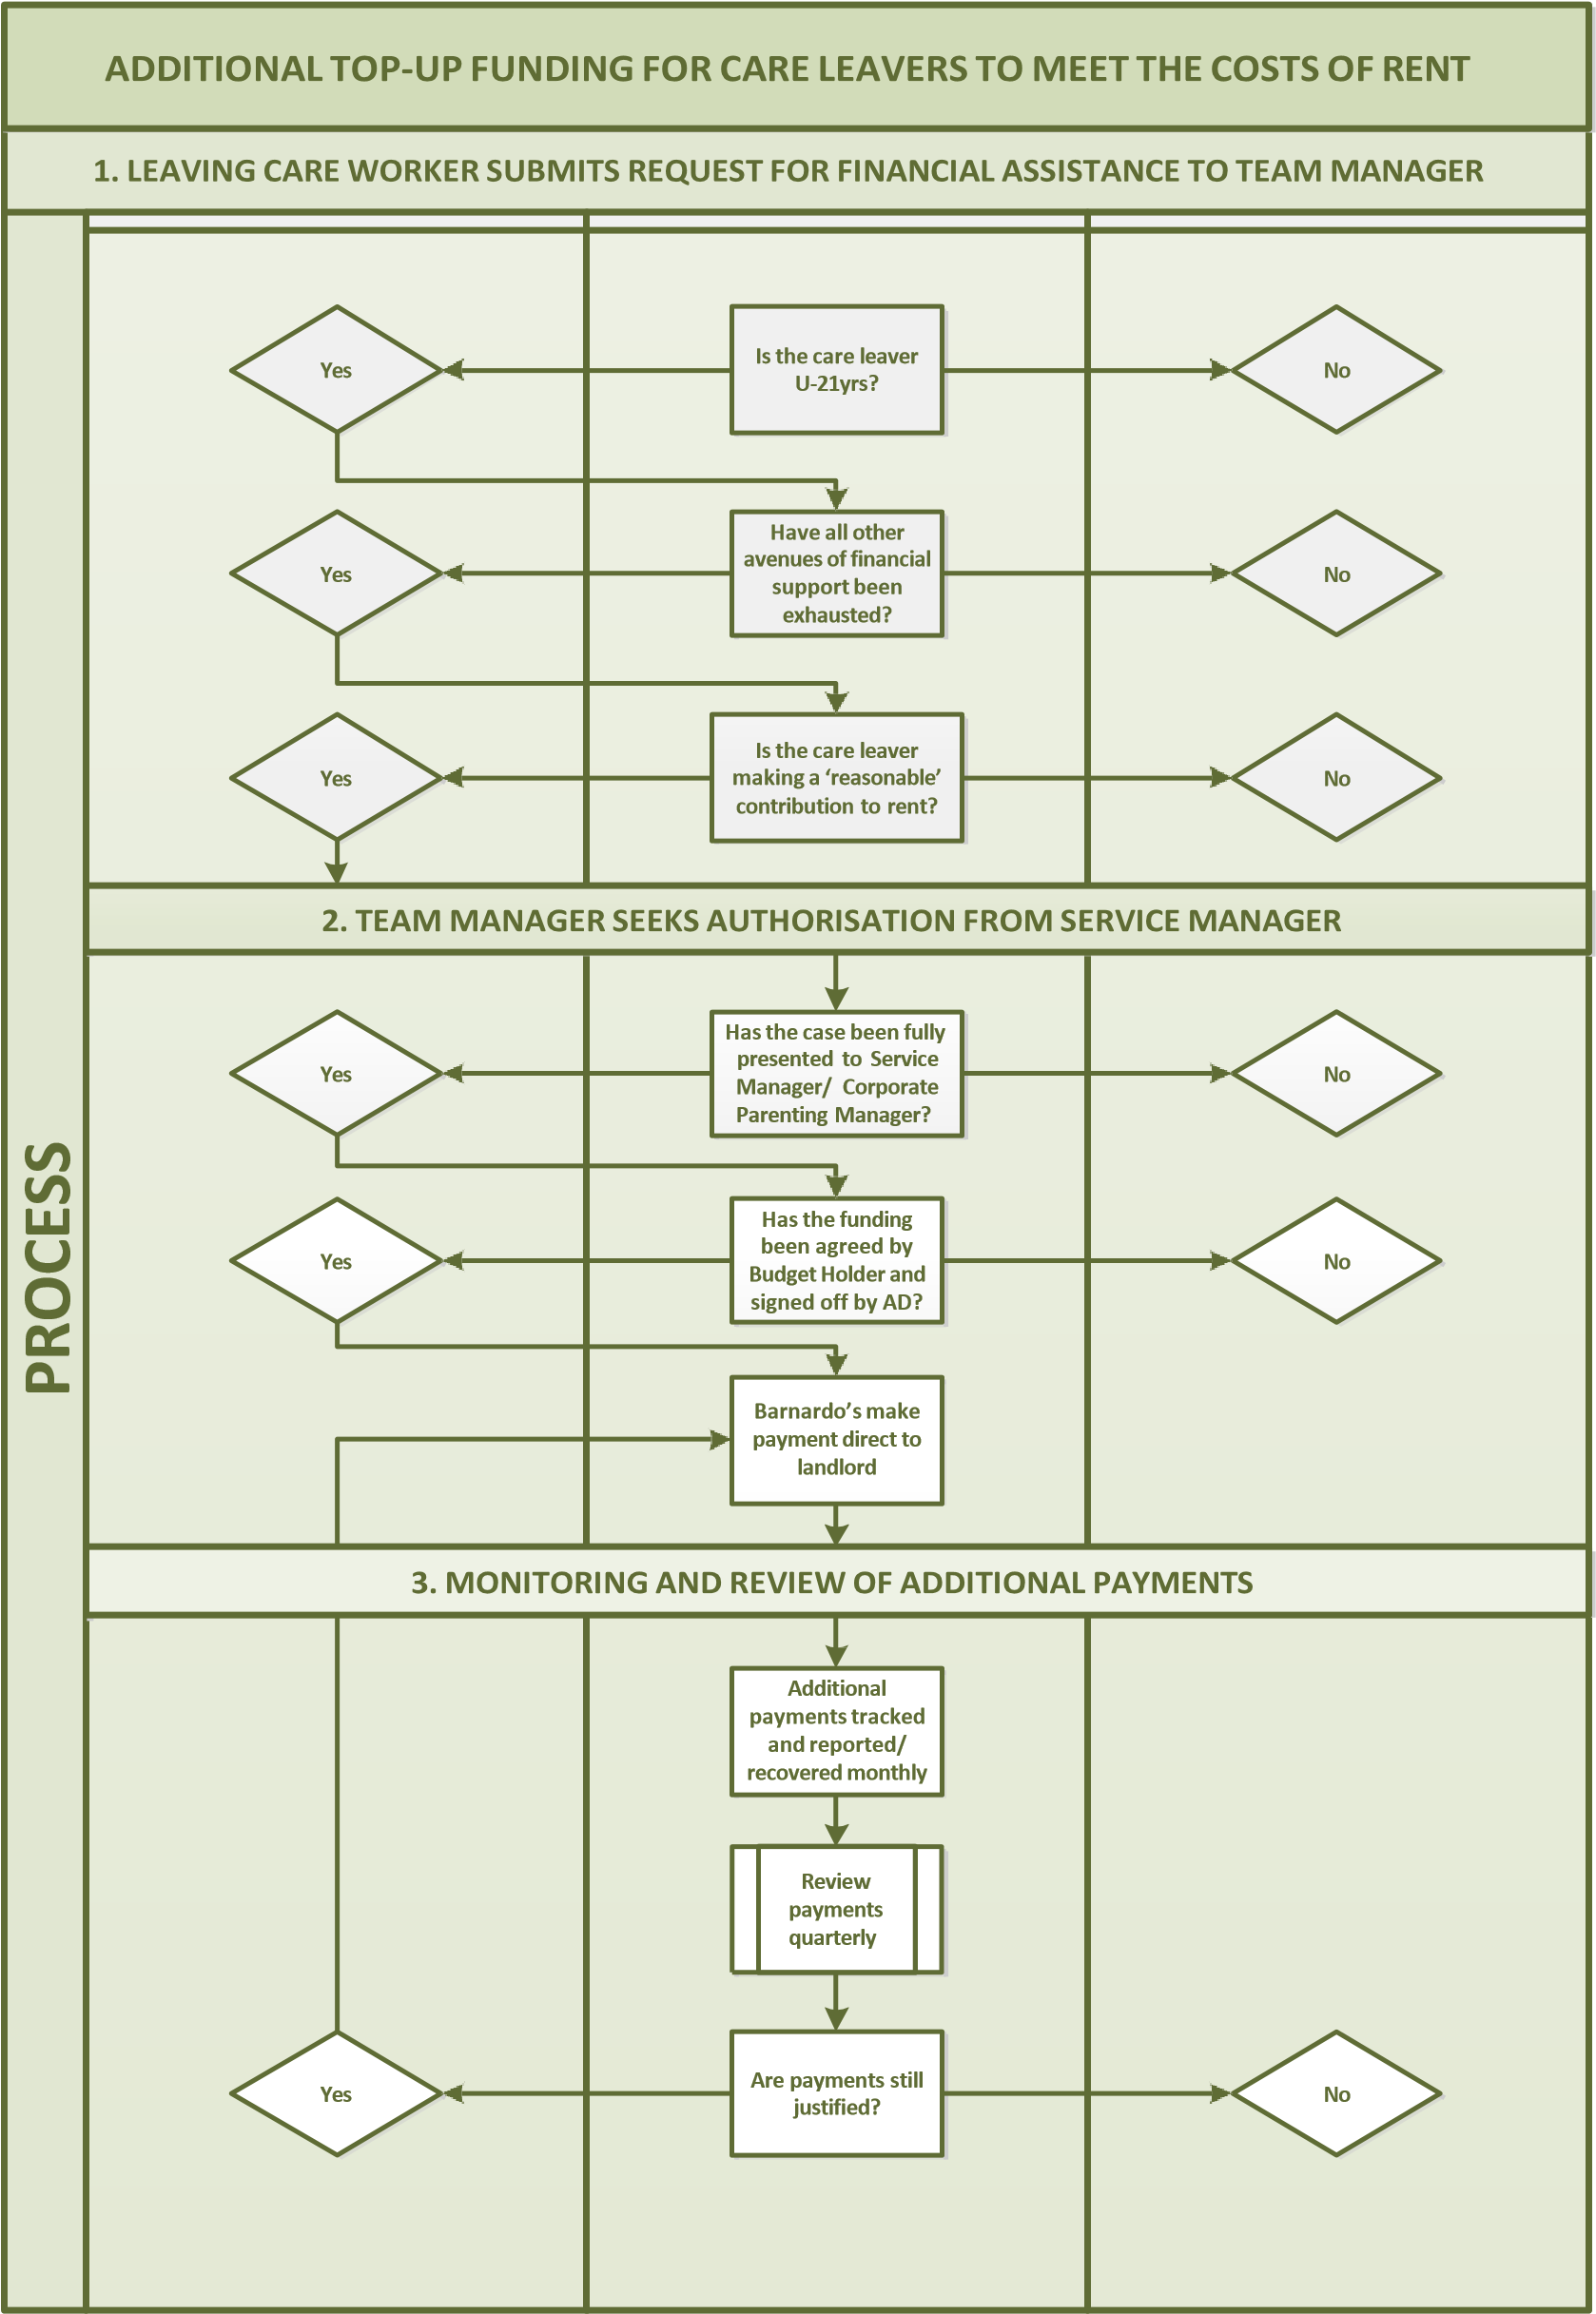 ADDITIONAL TOP-UP FUNDING FOR CARE LEAVERS TO MEET THE COSTS OF RENT
1. LEAVING CARE WORKER SUBMITS REQUEST FOR FINANCIAL ASSISTANCE TO TEAM MANAGER
PROCESS
Yes
Is the care leaver
U-21yrs?
No
Yes
Have all other
avenues of financial
support been
exhausted?
No
Yes
Is the care leaver
making a ‘reasonable’
contribution to rent?
No
2. TEAM MANAGER SEEKS AUTHORISATION FROM SERVICE MANAGER
Yes
Has the case been fully
presented to Service
Manager/ Corporate
Parenting Manager?
No
Yes
Has the funding
been agreed by
Budget Holder and
signed off by AD?
No
Barnardo’s make
payment direct to
landlord
3. MONITORING AND REVIEW OF ADDITIONAL PAYMENTS
Additional
payments tracked
and reported/
recovered monthly
Review
payments
quarterly
Yes
Are payments still
justified?
No